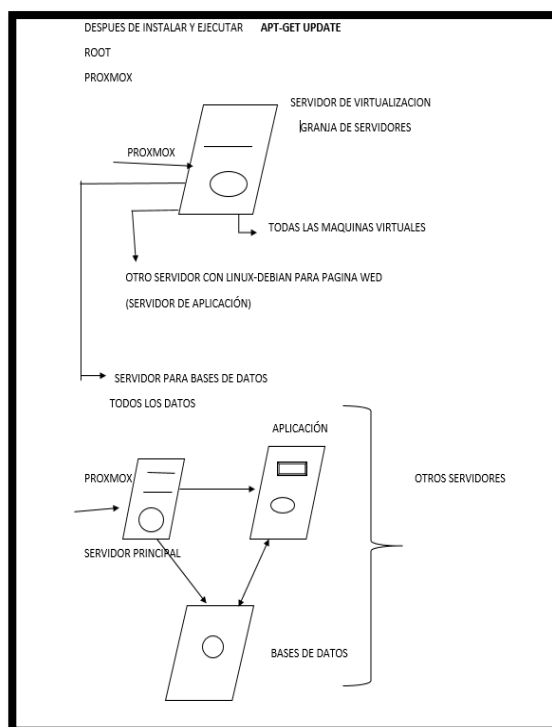 DESPUES DE INSTALAR Y EJECUTAR APT-GET UPDATE
ROOT
PROXMOX
SERVIDOR DE VIRTUALIZACION
GRANJA DE SERVIDORES
PROXMOX
TODAS LAS MAQUINAS VIRTUALES
OTRO SERVIDOR CON LINUX-DEBIAN PARA PAGINA WED
(SERVIDOR DE APLICACIÓN)
SERVIDOR PARA BASES DE DATOS
TODOS LOS DATOS
APLICACIÓN
PROXMOX
OTROS SERVIDORES
SERVIDOR PRINCIPAL
BASES DE DATOS